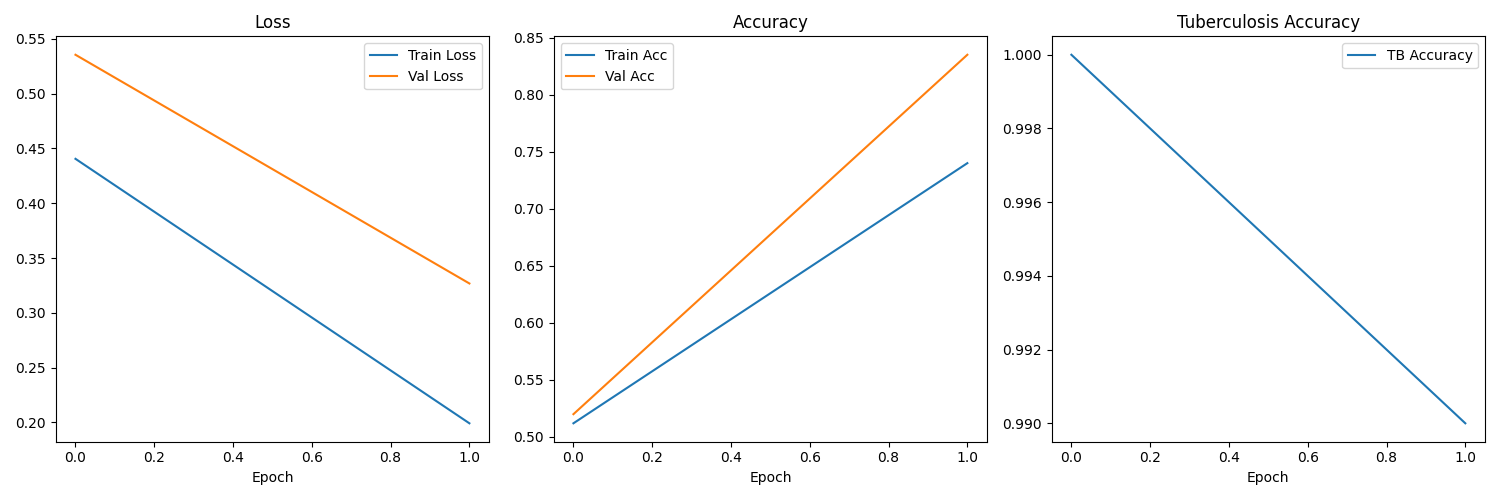 Loss
0.55
0.50
0.45
0.40
0.35
0.30
0.25
0.20
Train Loss
Val Loss
0.0 0.2 0.4 0.6 0.8 1.0
Epoch
Accuracy
0.85
0.80
0.75
0.70
0.65
0.60
0.55
0.50
Train Acc
Val Acc
0.0 0.2 0.4 0.6 0.8 1.0
Epoch
Tuberculosis Accuracy
1.000
0.998
0.996
0.994
0.992
0.990
TB Accuracy
0.0 0.2 0.4 0.6 0.8 1.0
Epoch